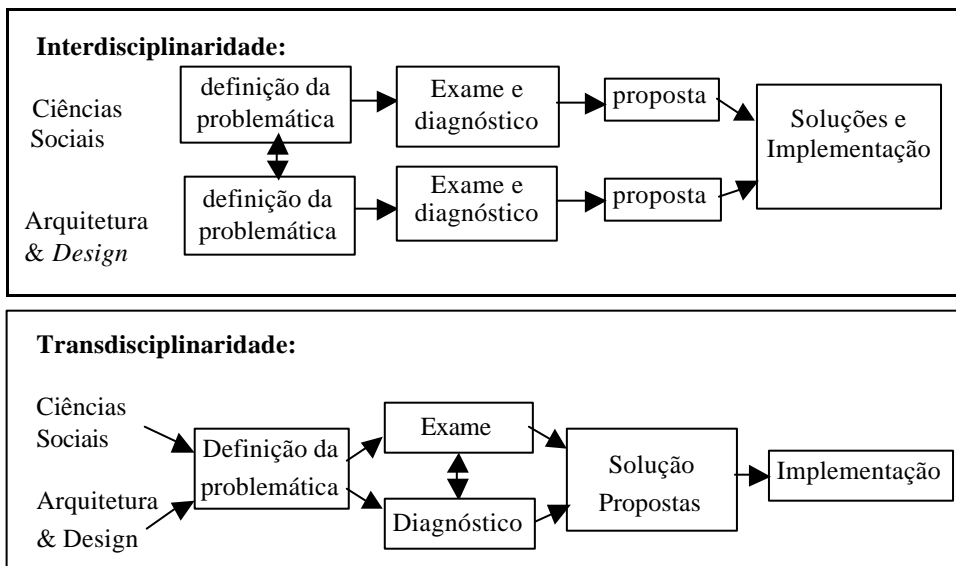 Interdisciplinaridade:
Ciências
Sociais
definição da
problemática
Exame e
diagnóstico
proposta
Soluções e
Implementação
Arquitetura
& Design
definição da
problemática
Exame e
diagnóstico
proposta
Transdisciplinaridade:
Ciências
Sociais
Arquitetura
& Design
Definição da
problemática
Exame
Diagnóstico
Solução
Propostas
Implementação